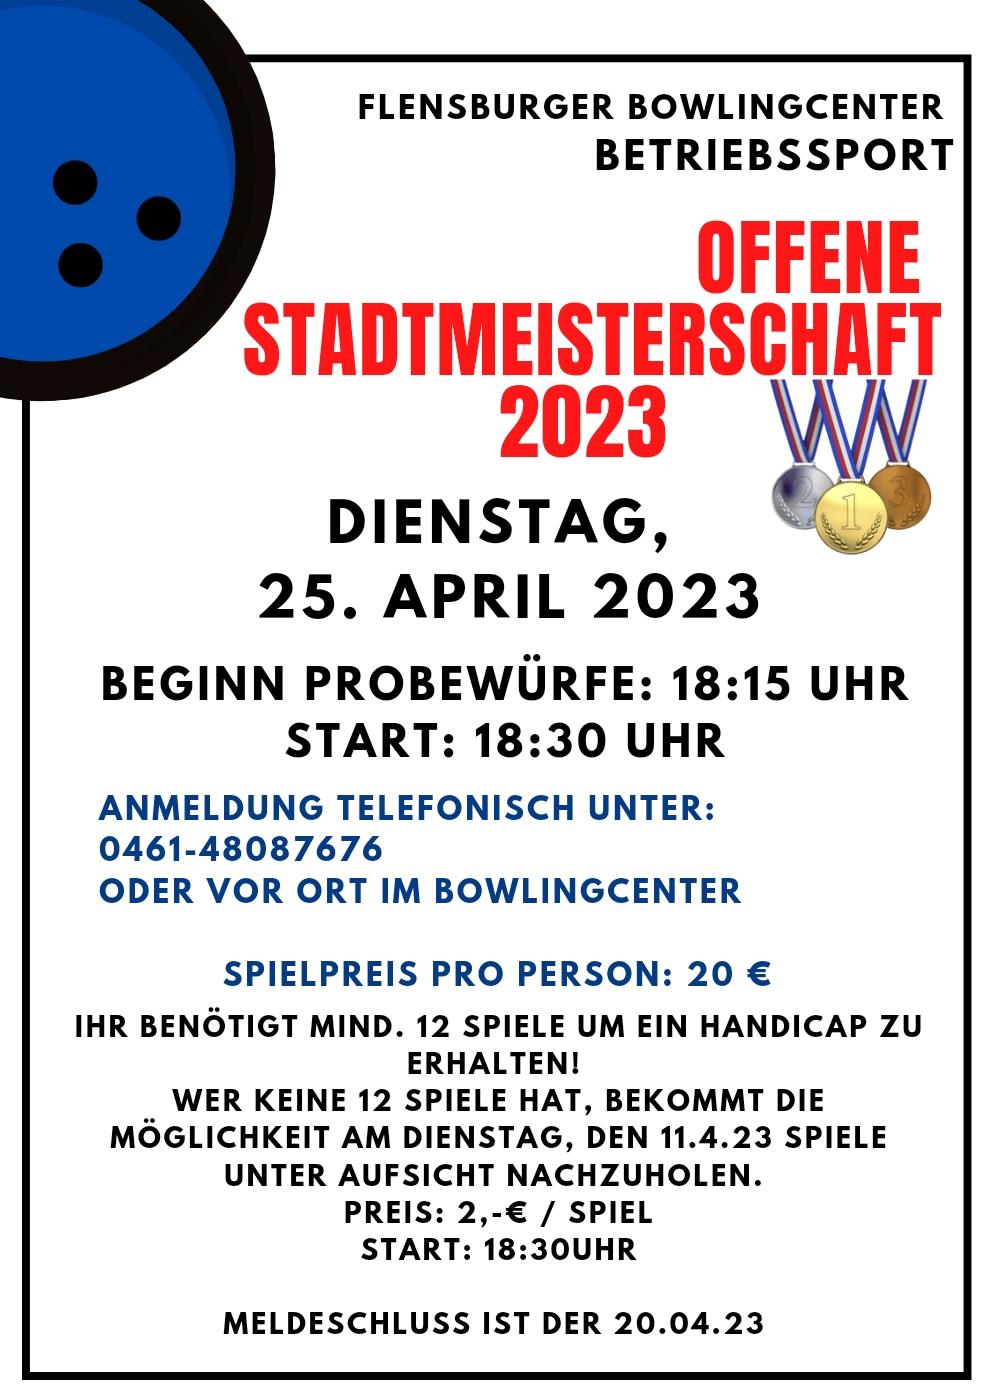 FLENSBURGER BOWLINGCENTER
BETRIEBSSPORT
OFFENE
STADTMEISTERSCHAFT
2023
2
1
3
DIENSTAG,
25. APRIL 2023
BEGINN PROBEWÜRFE: 18:15 UHR
START: 18:30 UHR
ANMELDUNG TELEFONISCH UNTER:
0461-48087676
ODER VOR ORT IM BOWLINGCENTER
SPIELPREIS PRO PERSON: 20 €
IHR BENÖTIGT MIND. 12 SPIELE UM EIN HANDICAP ZU
ERHALTEN!
WER KEINE 12 SPIELE HAT, BEKOMMT DIE
MÖGLICHKEIT AM DIENSTAG, DEN 11.4.23 SPIELE
UNTER AUFSICHT NACHZUHOLEN.
PREIS: 2,-€ / SPIEL
START: 18:30UHR
MELDESCHLUSS IST DER 20.04.23